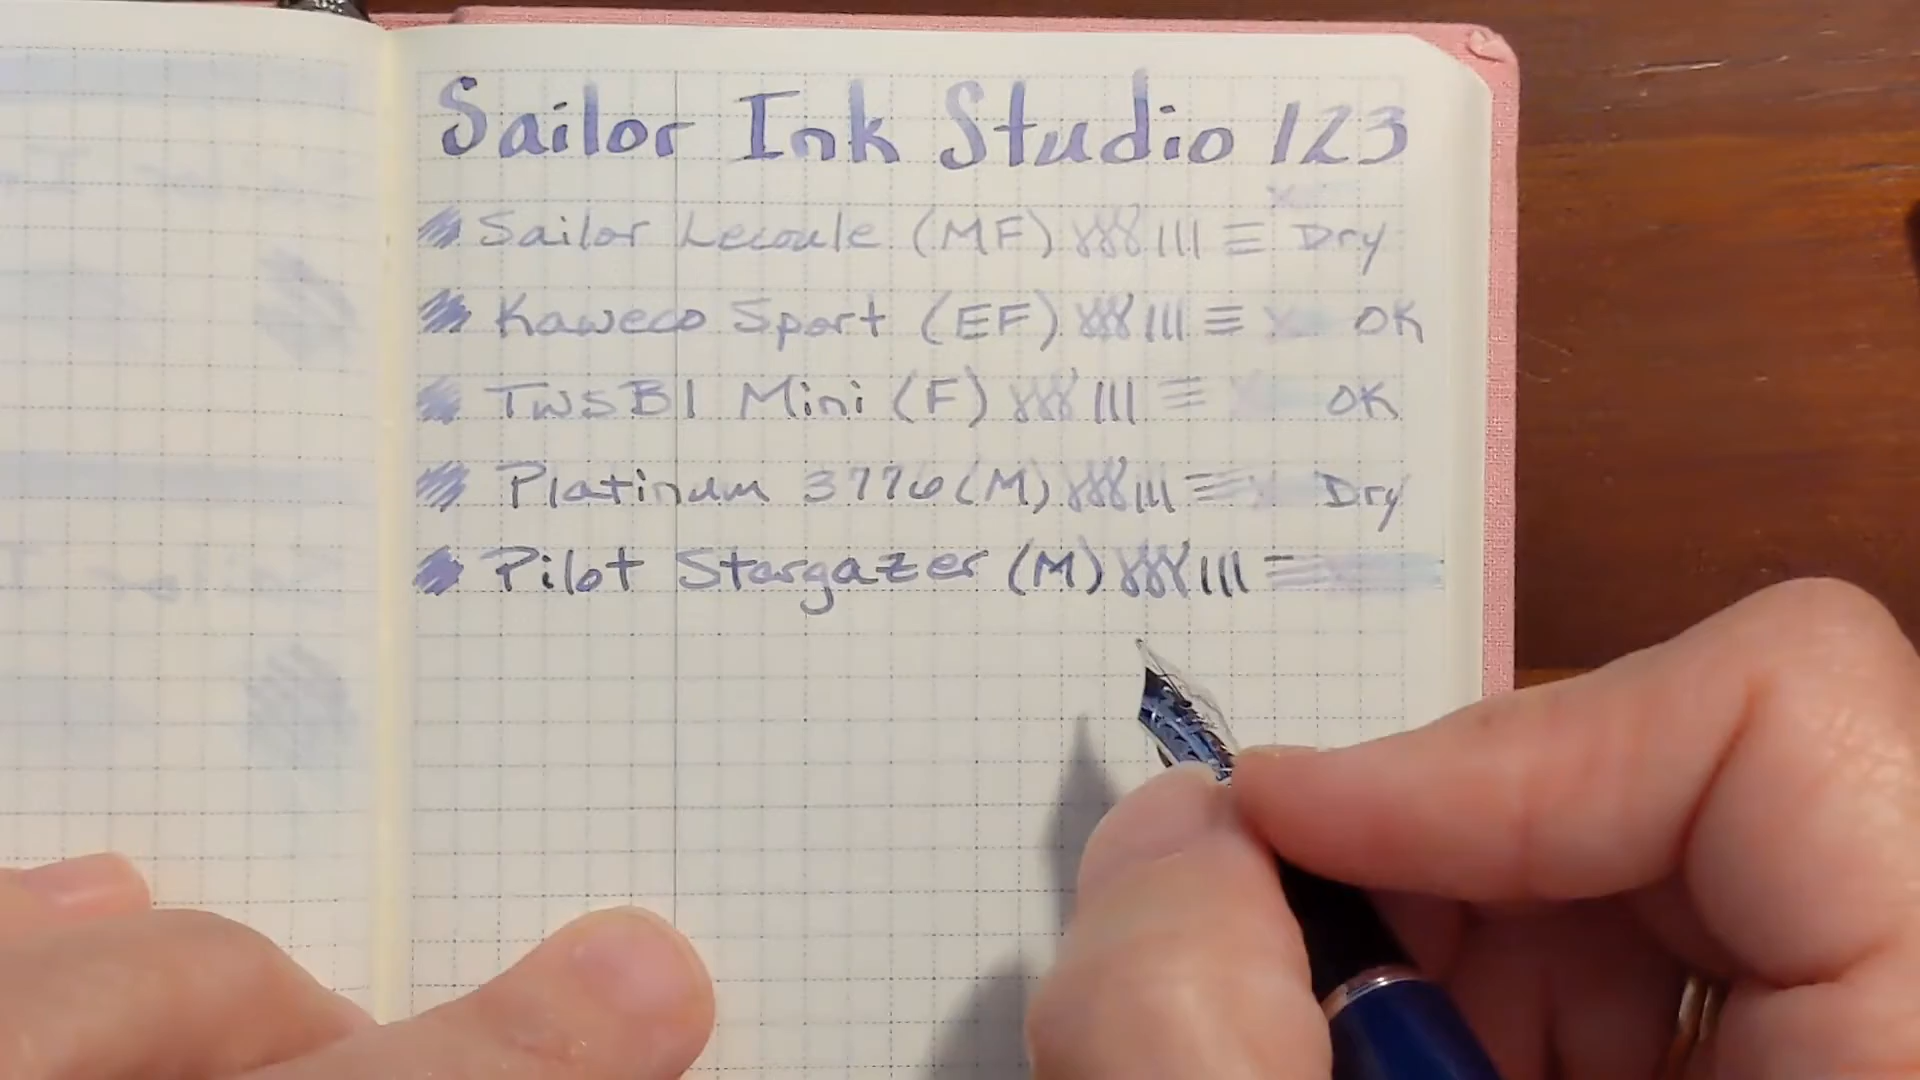 Sailor Ink Studio 123
Sailor Lecoule (MF) Dry
Kaweco Sport (EF) OK
TWSBI Mini (F) OK
Platinum 3776 (M) Dry
Pilot Stargazer (M)